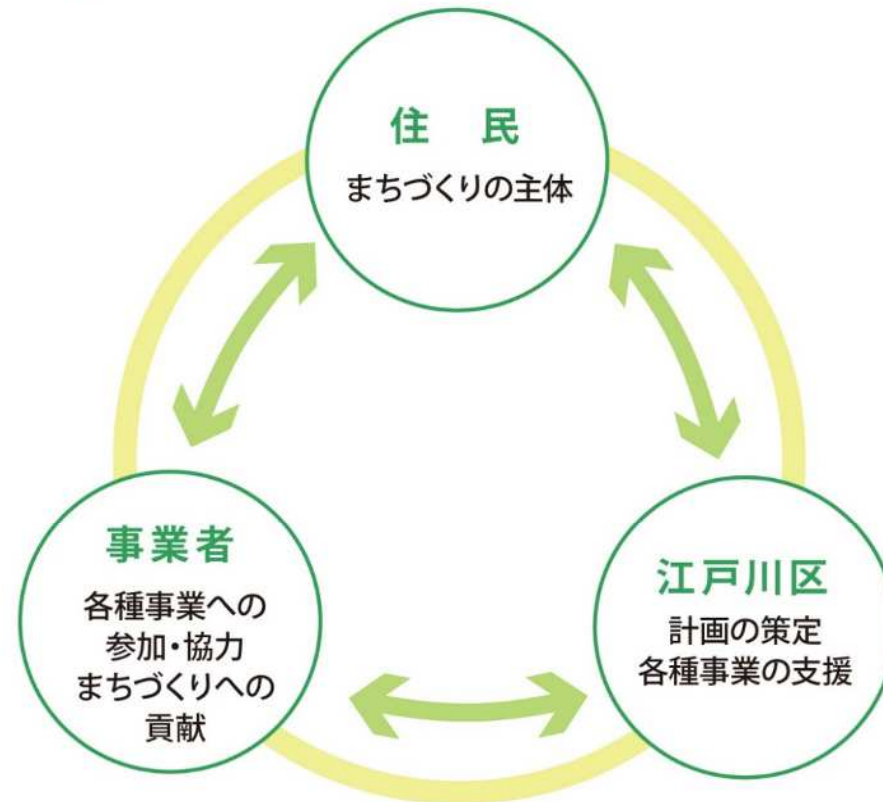 住　民
まちづくりの主体
事業者
各種事業への
参加・協力
まちづくりへの
貢献
江戸川区
計画の策定
各種事業の支援